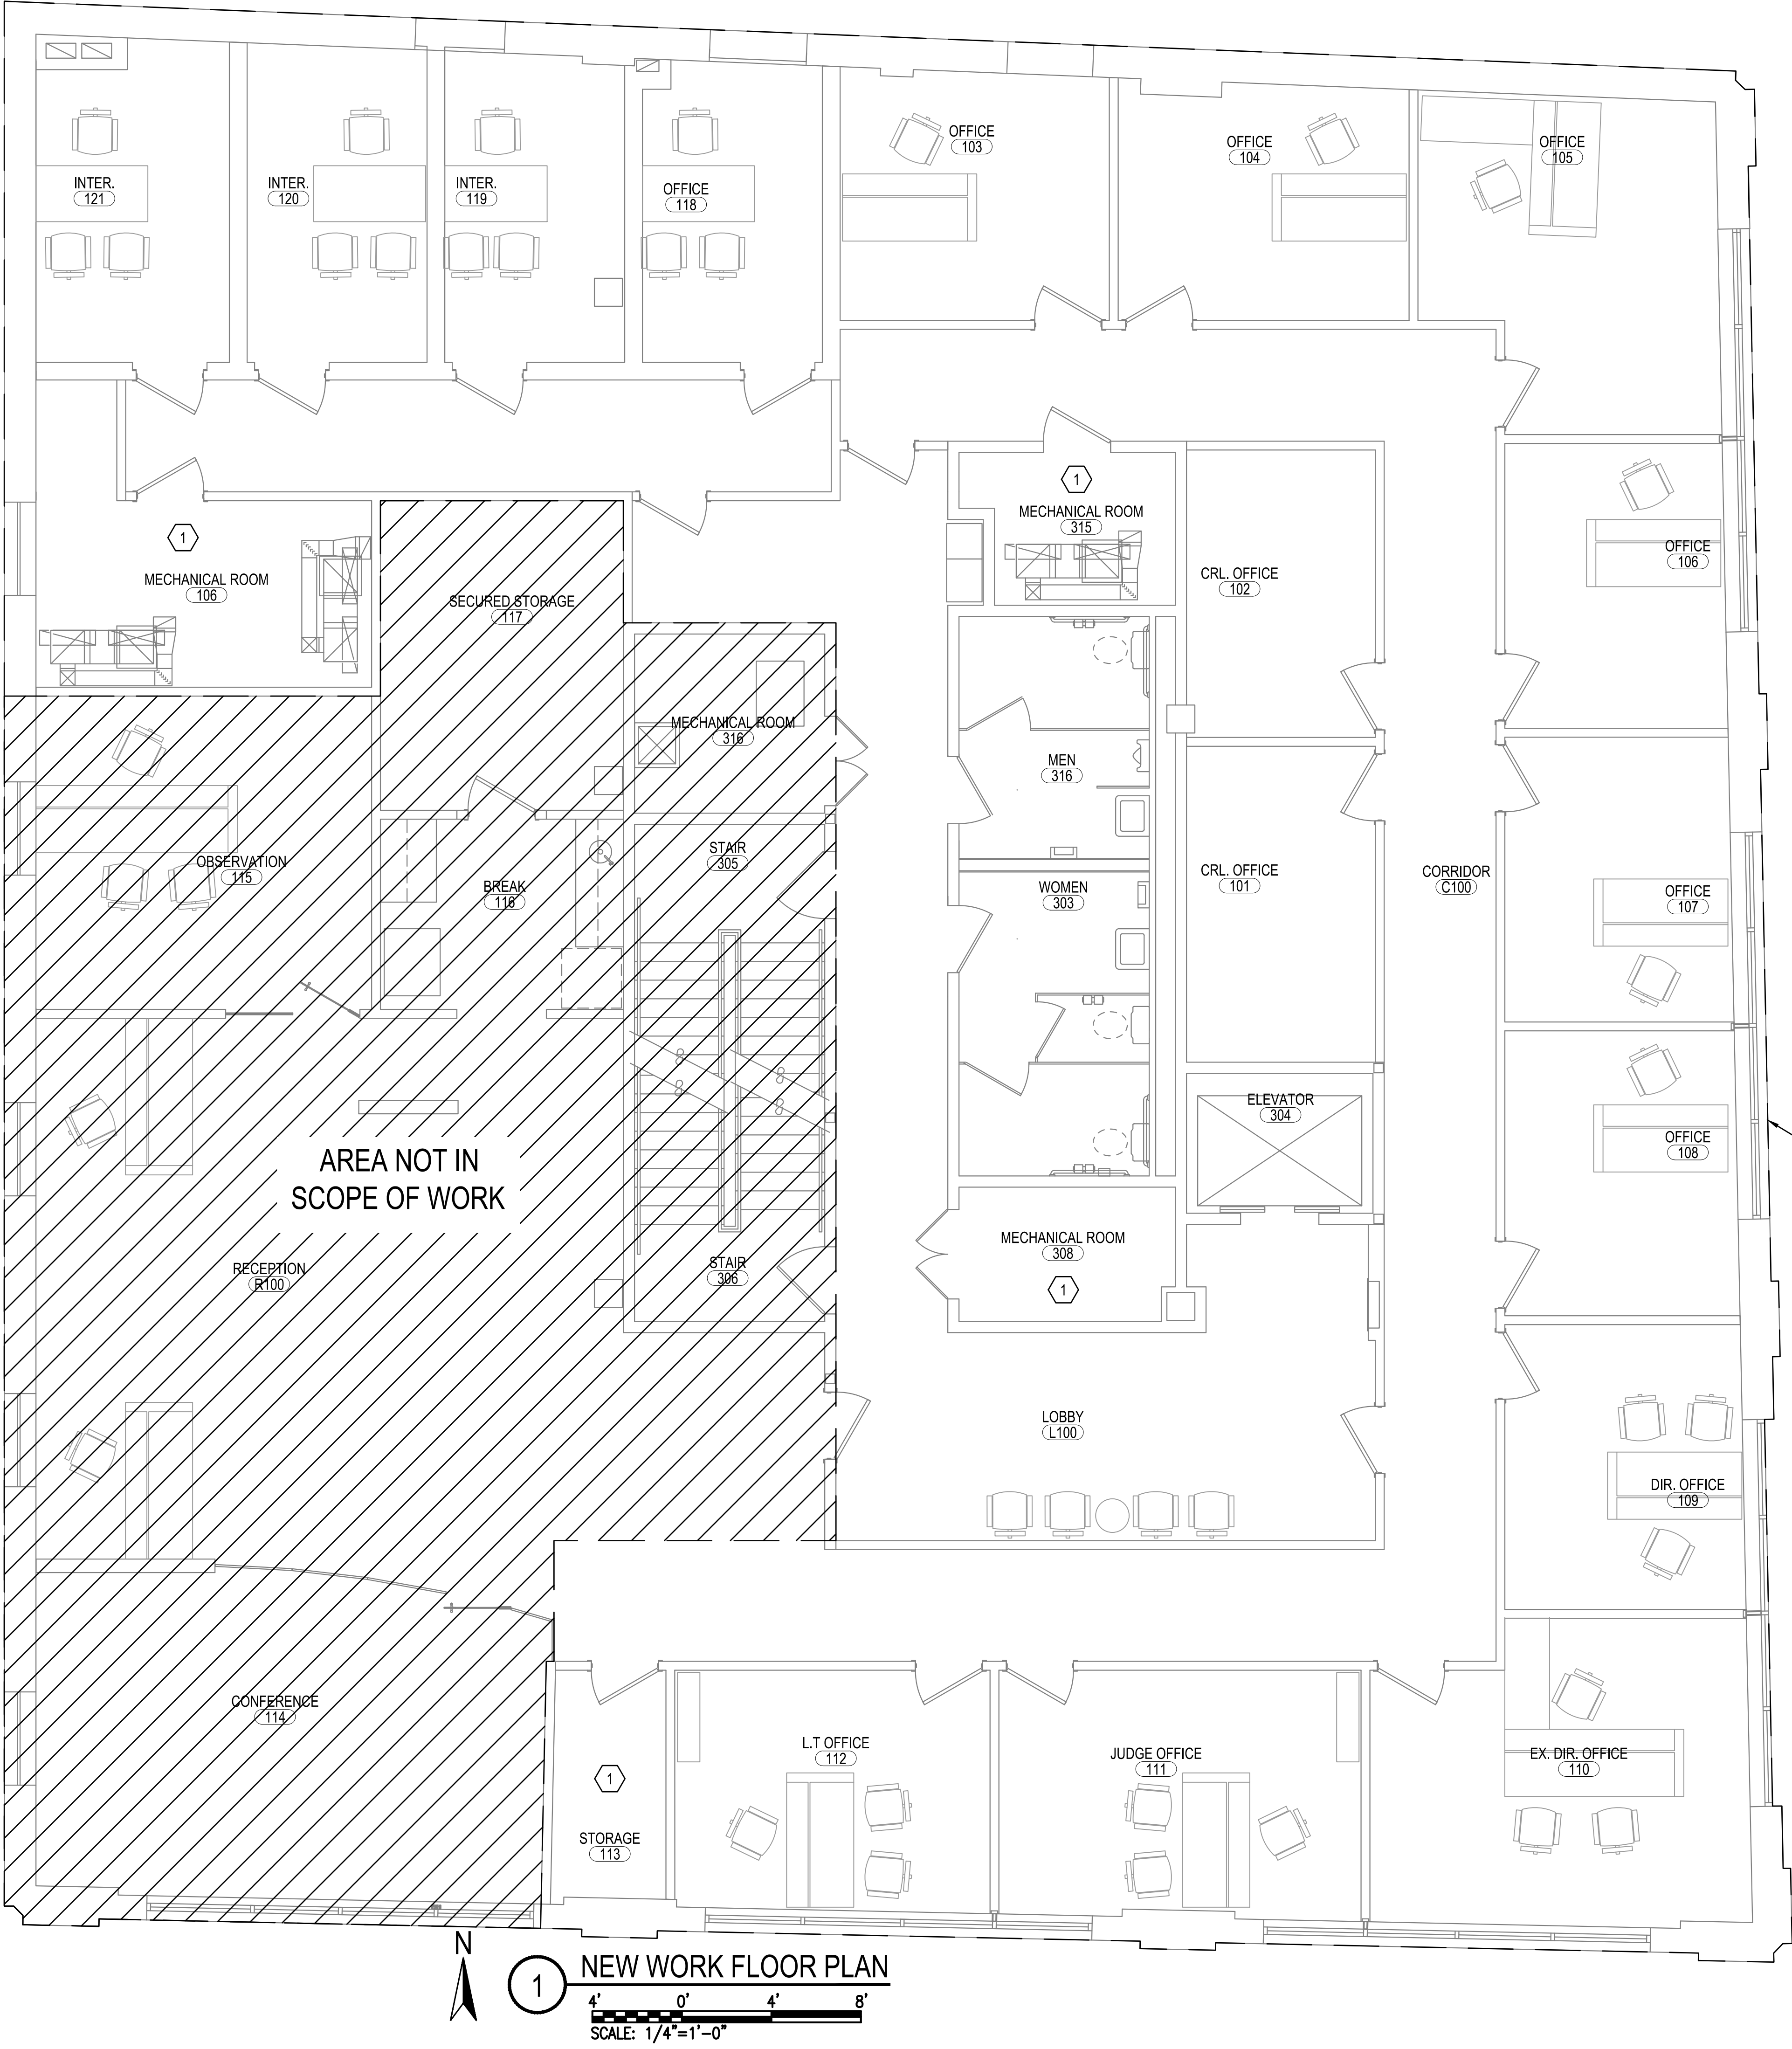 OFFICE
103
OFFICE
104
OFFICE
105
INTER.
121
INTER.
120
INTER.
119
OFFICE
118
1
MECHANICAL ROOM
315
1
MECHANICAL ROOM
106
SECURED STORAGE
117
CRL. OFFICE
102
OFFICE
106
MECHANICAL ROOM
316
MEN
316
STAIR
305
OBSERVATION
115
BREAK
116
WOMEN
303
CRL. OFFICE
101
CORRIDOR
C100
OFFICE
107
ELEVATOR
304
OFFICE
108
AREA NOT IN
SCOPE OF WORK
MECHANICAL ROOM
308
1
RECEPTION
R100
STAIR
306
LOBBY
L100
DIR. OFFICE
109
CONFERENCE
114
L.T OFFICE
112
JUDGE OFFICE
111
EX. DIR. OFFICE
110
1
STORAGE
113
N
1
NEW WORK FLOOR PLAN
4' 0' 4' 8'
SCALE: 1/4"=1'-0"